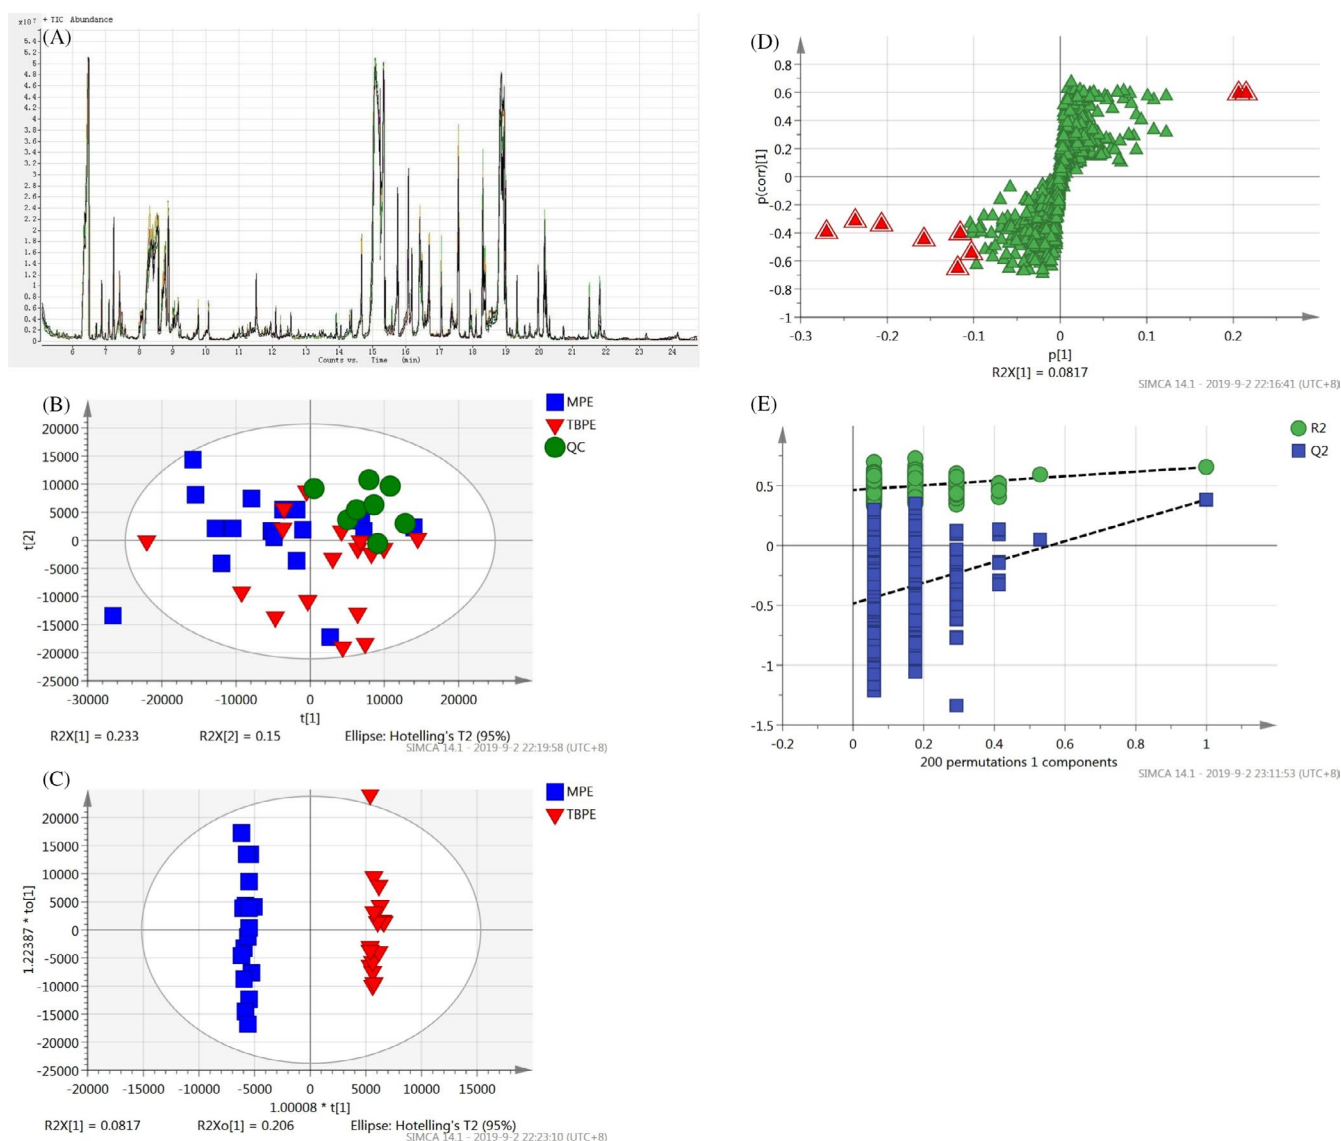 x10⁷ + TIC Abundance
(A)
5.4
5.2
5
4.8
4.6
4.4
4.2
4
3.8
3.6
3.4
3.2
3
2.8
2.6
2.4
2.2
2
1.8
1.6
1.4
1.2
1
0.8
0.6
0.4
0.2
0
6 7 8 9 10 11 12 13 14 15 16 17 18 19 20 21 22 23 24
Counts vs. Time (min)
(B)
MPE
TBPE
QC
20000
15000
10000
5000
0
-5000
-10000
-15000
-20000
-25000
t[2]
-30000 -20000 -10000 0 10000 20000
t[1]
R2X[1] = 0.233 R2X[2] = 0.15 Ellipse: Hotelling's T2 (95%)
SIMCA 14.1 - 2019-9-2 22:19:58 (UTC+8)
(C)
MPE
TBPE
20000
15000
10000
5000
0
-5000
-10000
-15000
-20000
-25000
1.22387 * to[1]
-20000 -15000 -10000 -5000 0 5000 10000 15000
1.00008 * t[1]
R2X[1] = 0.0817 R2Xo[1] = 0.206 Ellipse: Hotelling's T2 (95%)
SIMCA 14.1 - 2019-9-2 22:23:10 (UTC+8)
(D)
0.8
0.6
0.4
0.2
0
-0.2
-0.4
-0.6
-0.8
-1
p(corr)[1]
-0.3 -0.2 -0.1 0 0.1 0.2
p[1]
R2X[1] = 0.0817
SIMCA 14.1 - 2019-9-2 22:16:41 (UTC+8)
(E)
R2
Q2
0.5
0
-0.5
-1
-1.5
-0.2 0 0.2 0.4 0.6 0.8 1
200 permutations 1 components
SIMCA 14.1 - 2019-9-2 23:11:53 (UTC+8)